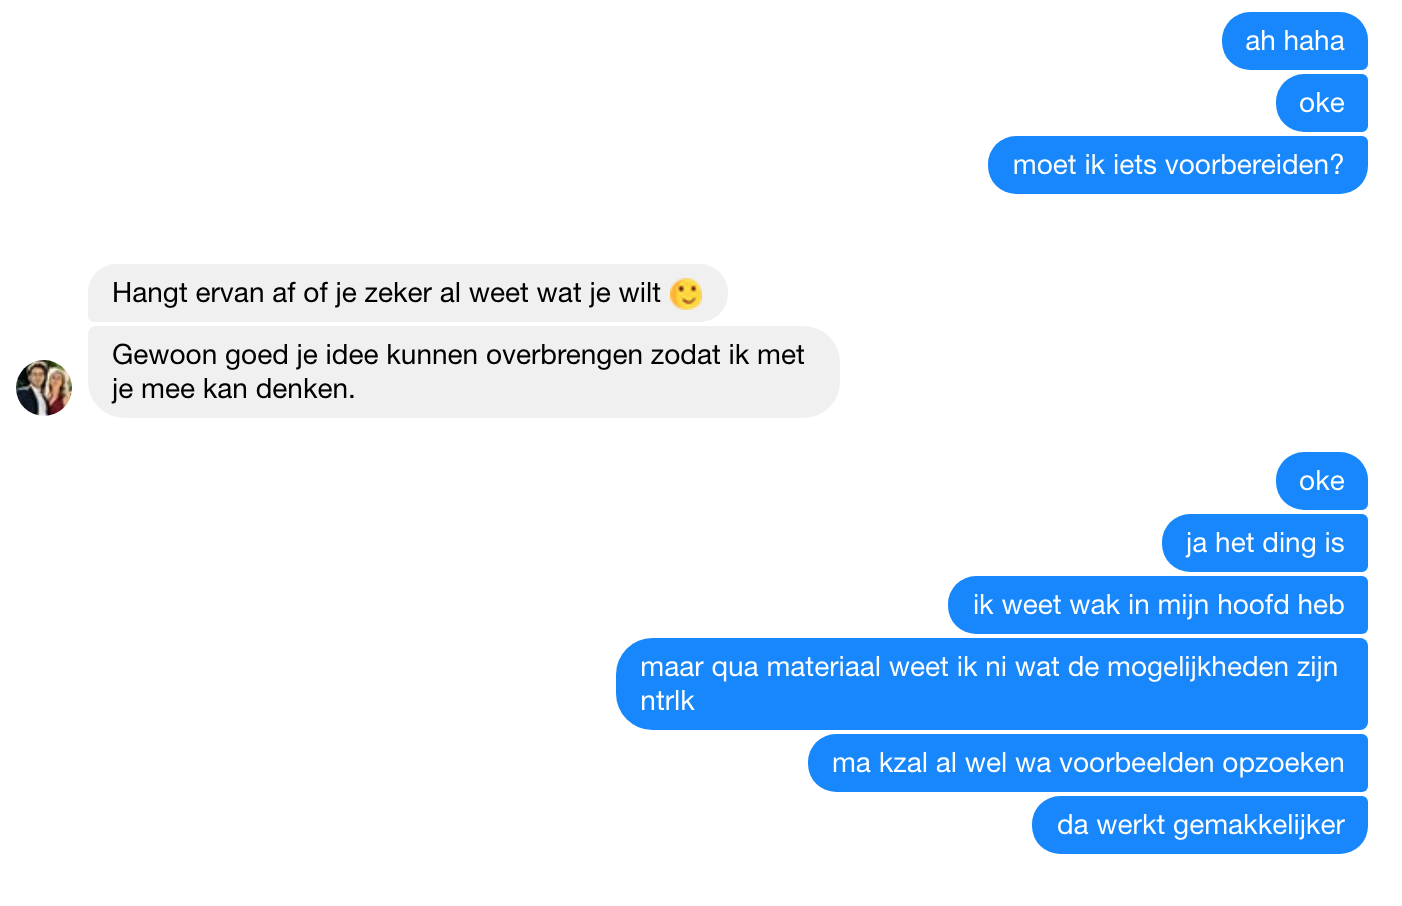 ah haha
oke
moet ik iets voorbereiden?
Hangt ervan af of je zeker al weet wat je wilt 🙂
Gewoon goed je idee kunnen overbrengen zodat ik met
je mee kan denken.
oke
ja het ding is
ik weet wak in mijn hoofd heb
maar qua materiaal weet ik ni wat de mogelijkheden zijn
ntrlk
ma kzal al wel wa voorbeelden opzoeken
da werkt gemakkelijker